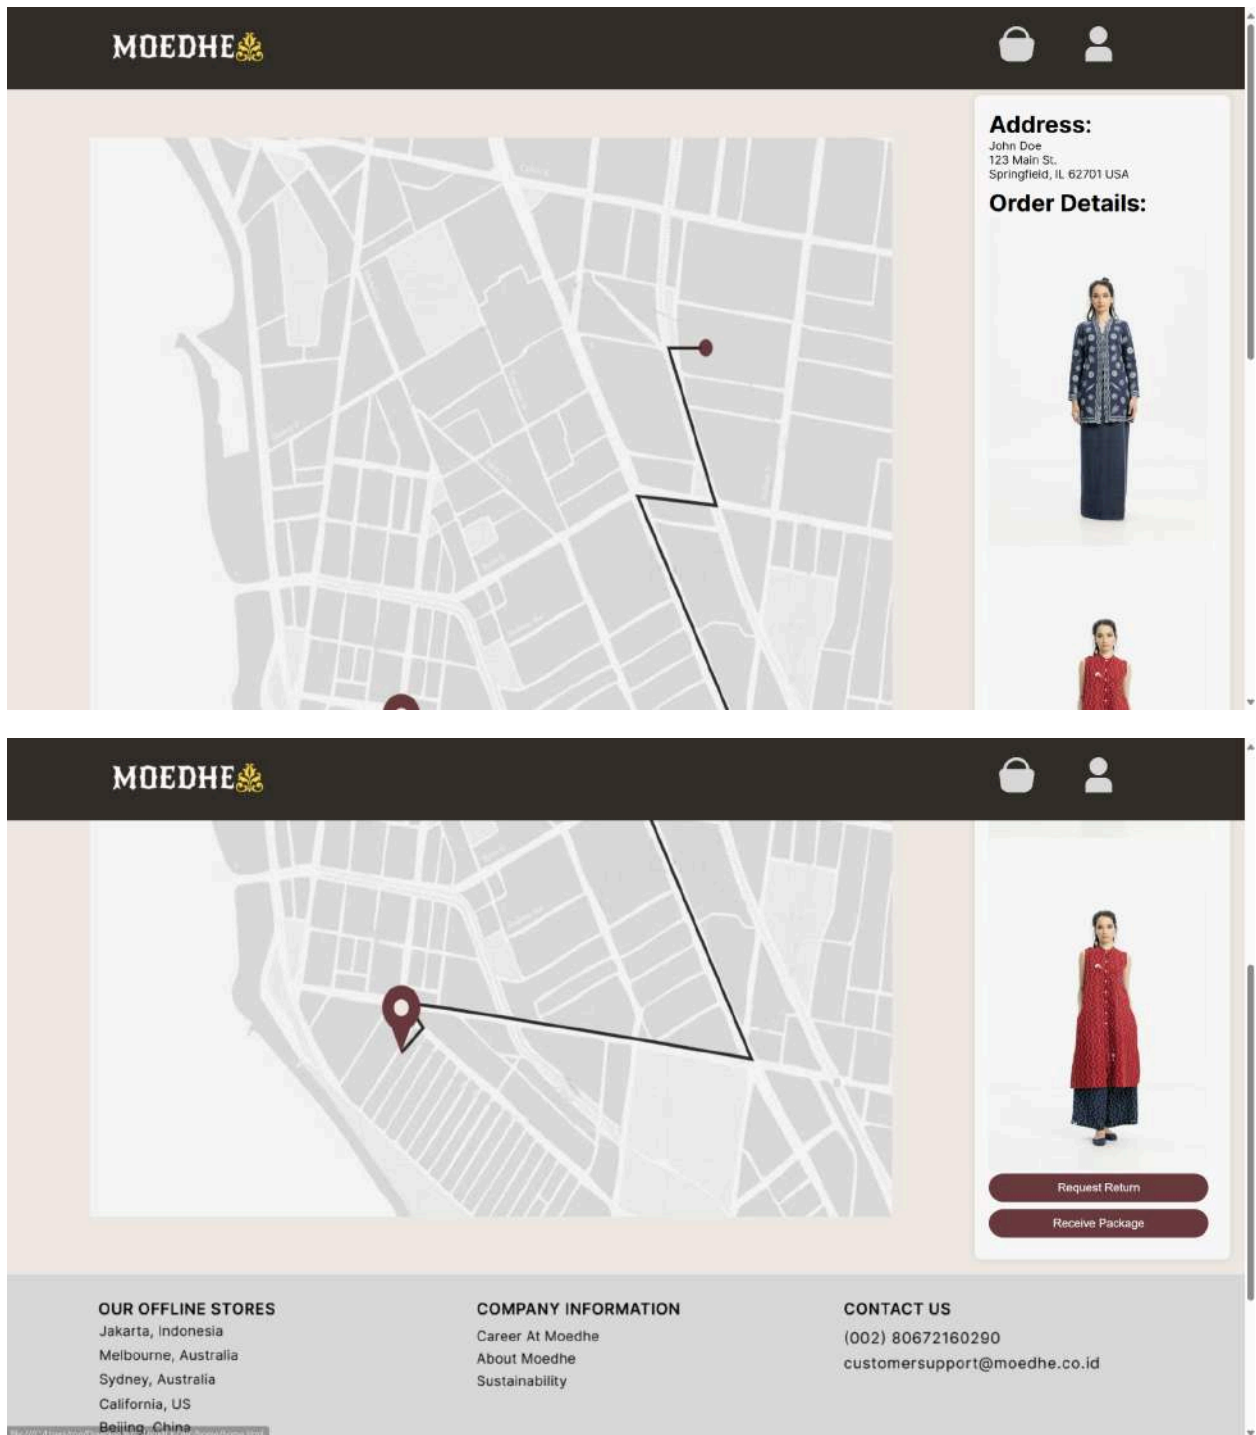 MOEDHE
Address:
John Doe
123 Main St.
Springfield, IL 62701 USA
Order Details:
MOEDHE
Request Return
Receive Package
OUR OFFLINE STORES
Jakarta, Indonesia
Melbourne, Australia
Sydney, Australia
California, US
Beijing, China
COMPANY INFORMATION
Career At Moedhe
About Moedhe
Sustainability
CONTACT US
(002) 80672160290
customersupport@moedhe.co.id